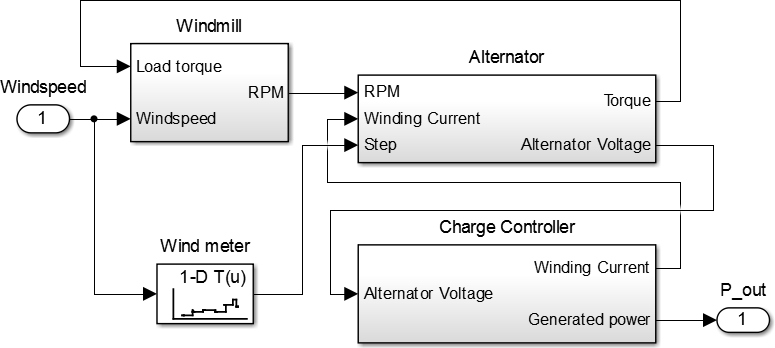 Windmill
Load torque
RPM
Windspeed
Windspeed
1
Alternator
RPM
Winding Current
Step
Torque
Alternator Voltage
Wind meter
1-D T(u)
Charge Controller
Alternator Voltage
Winding Current
Generated power
P_out
1